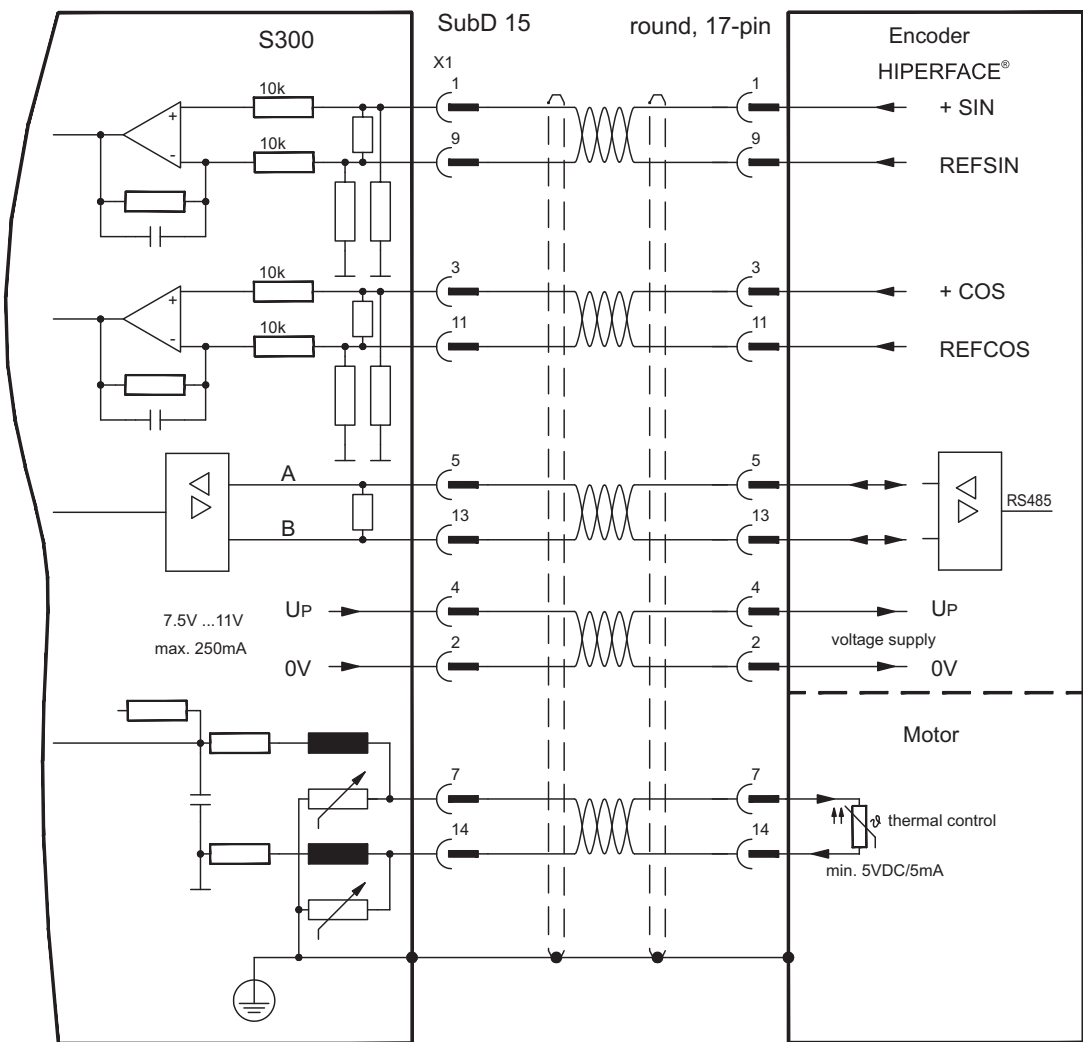 SubD 15
round, 17-pin
S300
Encoder
HIPERFACE®
X1
10k
1
1
+ SIN
+
10k
9
9
-
REFSIN
10k
3
3
+ COS
+
10k
11
11
-
REFCOS
A
5
5
RS485
B
13
13
7.5V ...11V
max. 250mA
UP
4
4
UP
voltage supply
0V
2
2
0V
Motor
7
7
ϑ thermal control
14
14
min. 5VDC/5mA